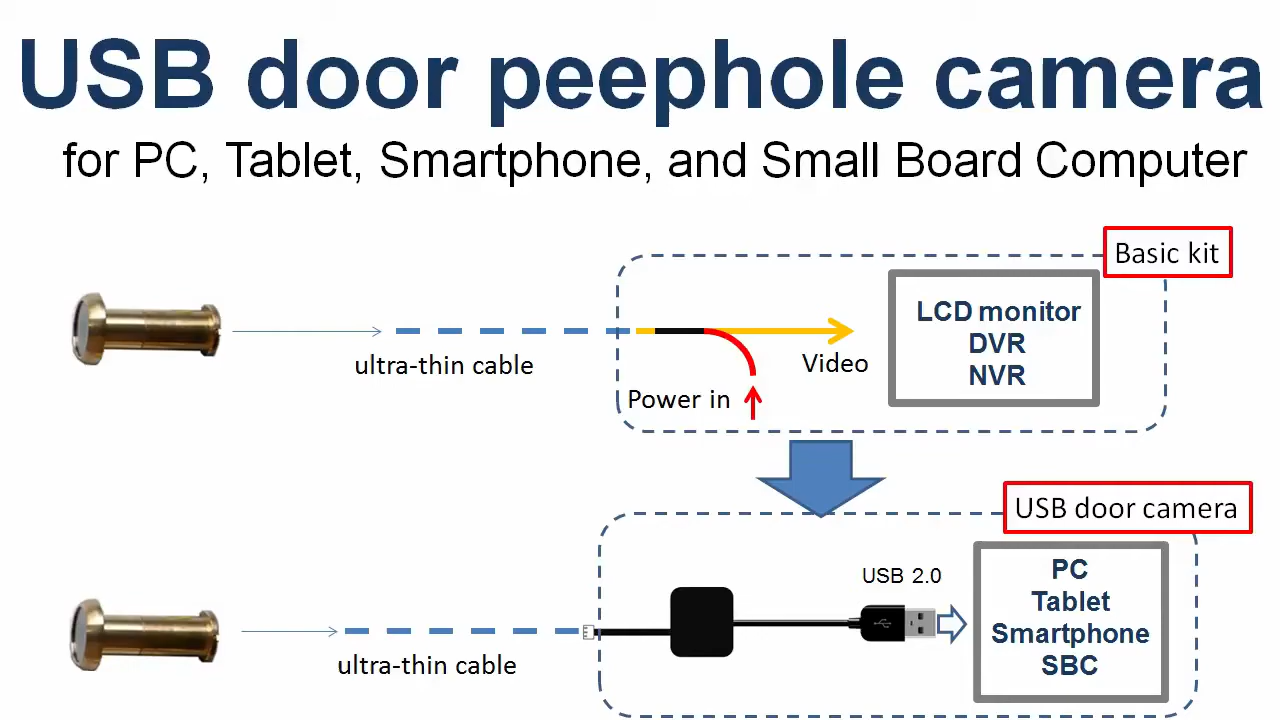 USB door peephole camera
for PC, Tablet, Smartphone, and Small Board Computer
Basic kit
LCD monitor
DVR
NVR
ultra-thin cable
Video
Power in
USB door camera
USB 2.0
PC
Tablet
Smartphone
SBC
ultra-thin cable